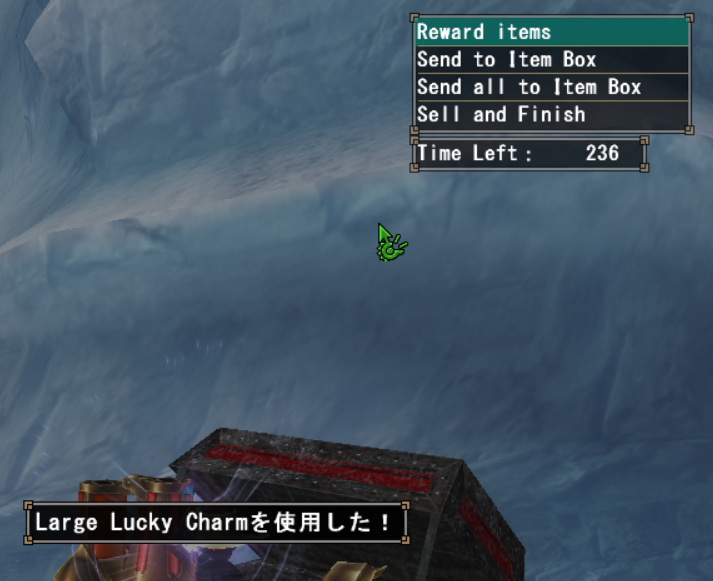 Reward items
Send to Item Box
Send all to Item Box
Sell and Finish
Time Left： 236
Large Lucky Charmを使用した！